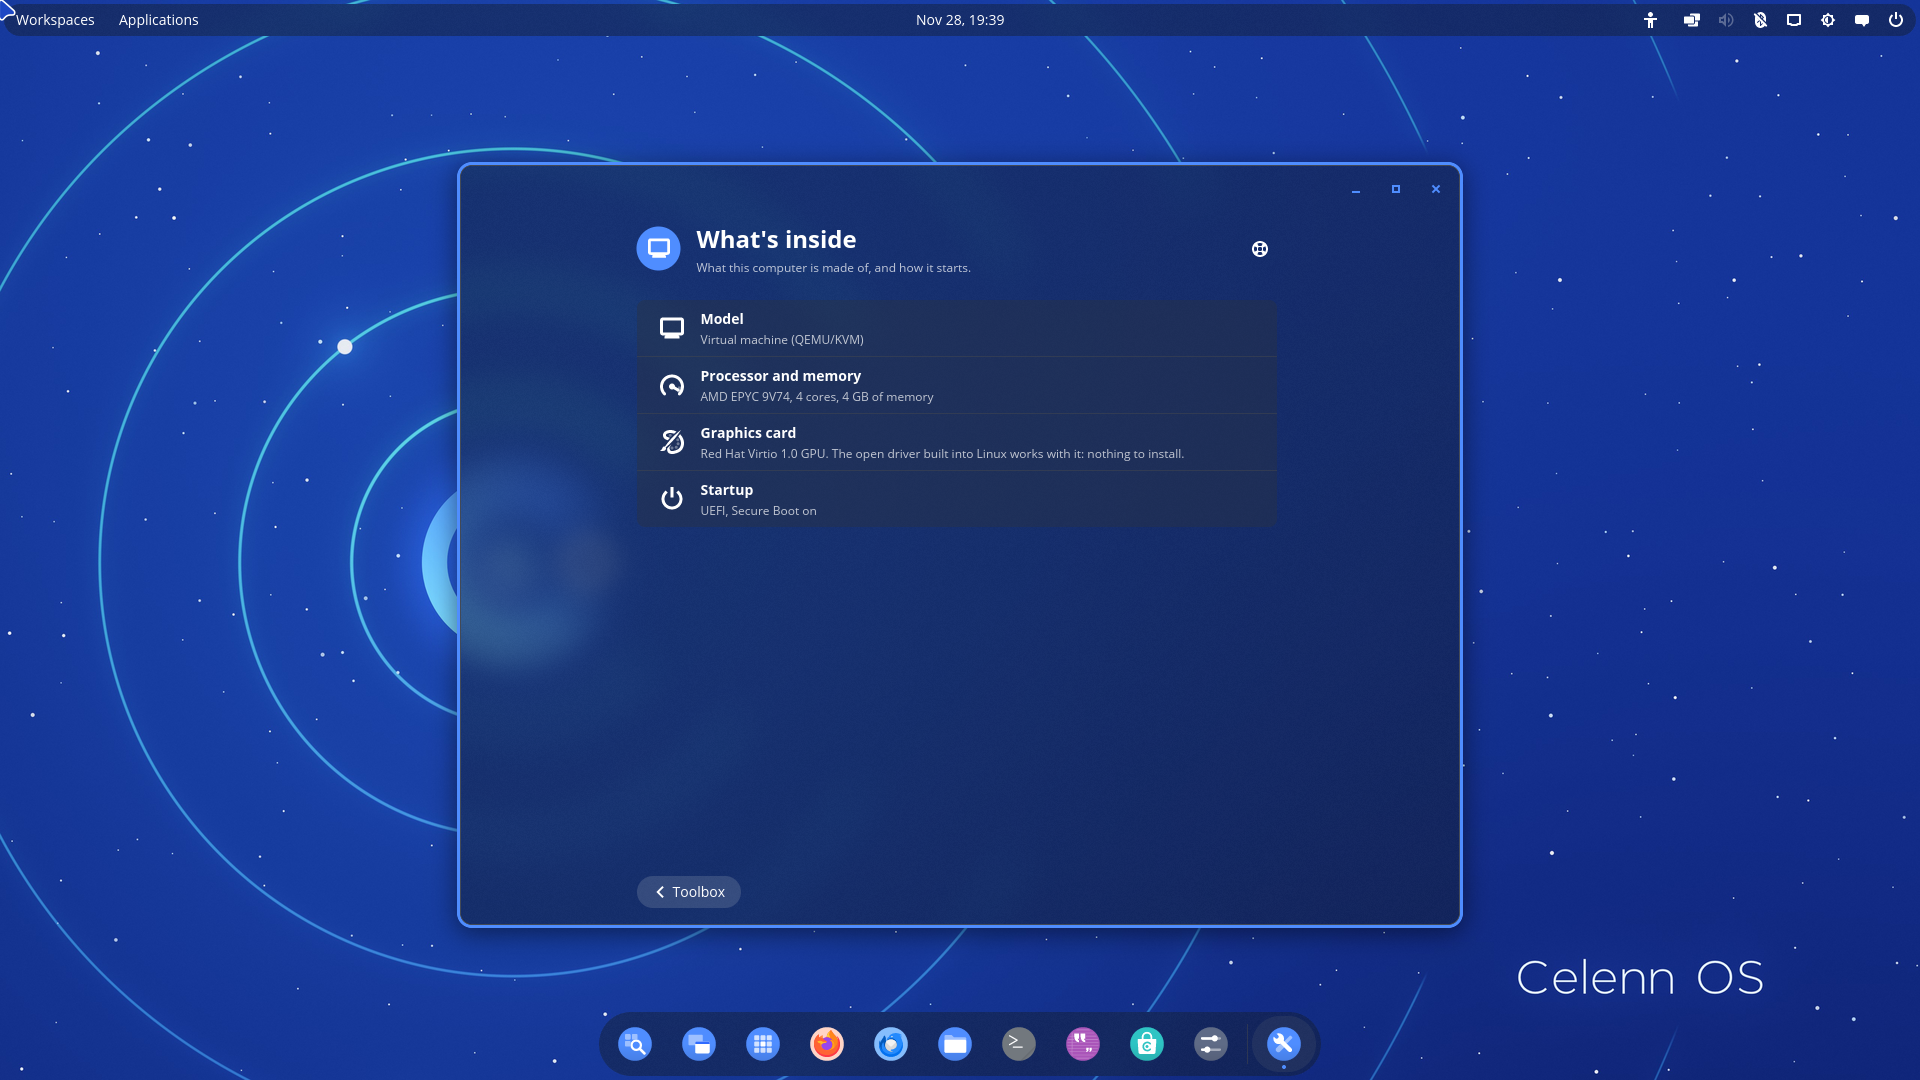 Workspaces
Applications
Nov 28, 19:39
What's inside
What this computer is made of, and how it starts.
Model
Virtual machine (QEMU/KVM)
Processor and memory
AMD EPYC 9V74, 4 cores, 4 GB of memory
Graphics card
Red Hat Virtio 1.0 GPU. The open driver built into Linux works with it: nothing to install.
Startup
UEFI, Secure Boot on
Toolbox
Celenn OS